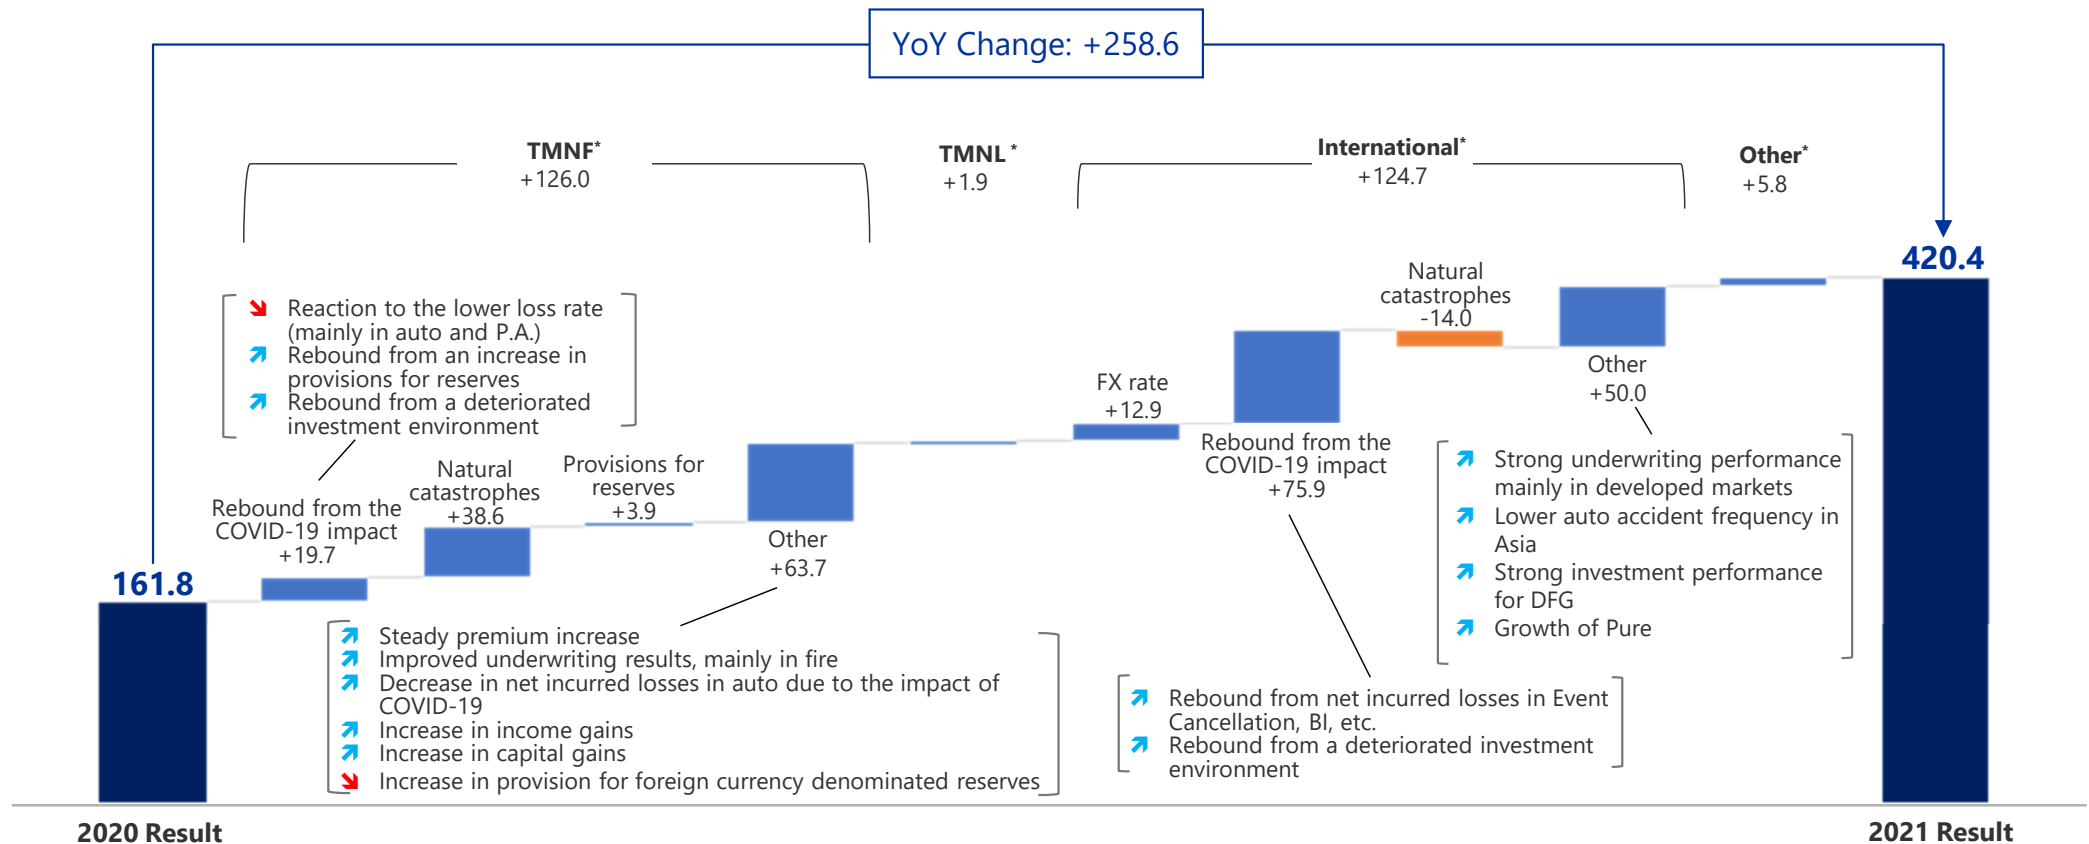 YoY Change: +258.6
TMNF*
+126.0
TMNL *
+1.9
International*
+124.7
Other*
+5.8
420.4
Reaction to the lower loss rate
(mainly in auto and P.A.)
Rebound from an increase in
provisions for reserves
Rebound from a deteriorated
investment environment
Natural
catastrophes
-14.0
Other
+50.0
FX rate
+12.9
Rebound from the
COVID-19 impact
+75.9
Strong underwriting performance
mainly in developed markets
Lower auto accident frequency in
Asia
Strong investment performance
for DFG
Growth of Pure
Rebound from the
COVID-19 impact
+19.7
Natural
catastrophes
+38.6
Provisions for
reserves
+3.9
Other
+63.7
161.8
Steady premium increase
Improved underwriting results, mainly in fire
Decrease in net incurred losses in auto due to the impact of
COVID-19
Increase in income gains
Increase in capital gains
Increase in provision for foreign currency denominated reserves
Rebound from net incurred losses in Event
Cancellation, BI, etc.
Rebound from a deteriorated investment
environment
2020 Result
2021 Result